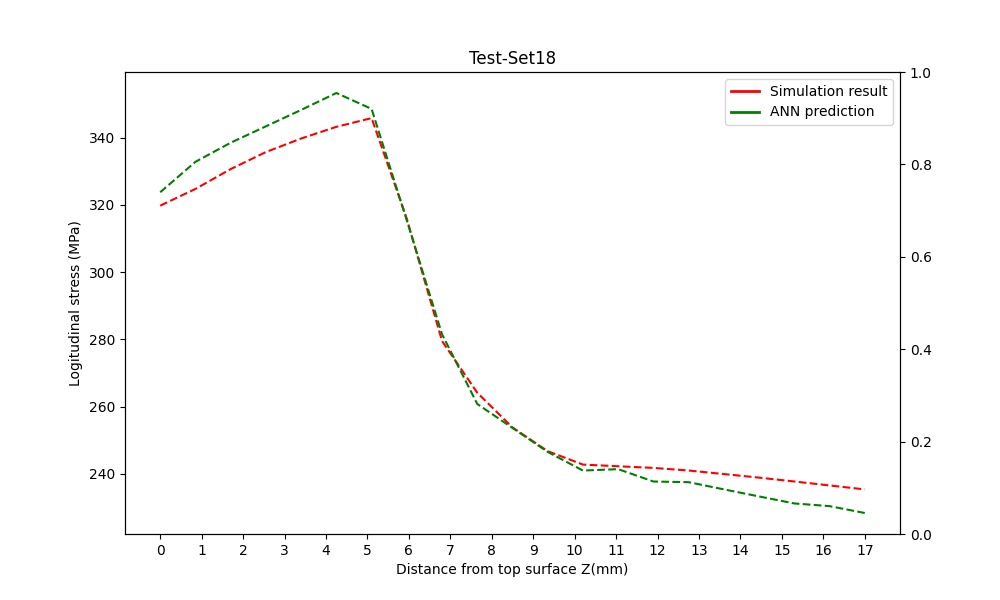 Test-Set18
Simulation result
ANN prediction
340
320
300
280
260
240
1.0
0.8
0.6
0.4
0.2
0.0
Logitudinal stress (MPa)
0 1 2 3 4 5 6 7 8 9 10 11 12 13 14 15 16 17
Distance from top surface Z(mm)